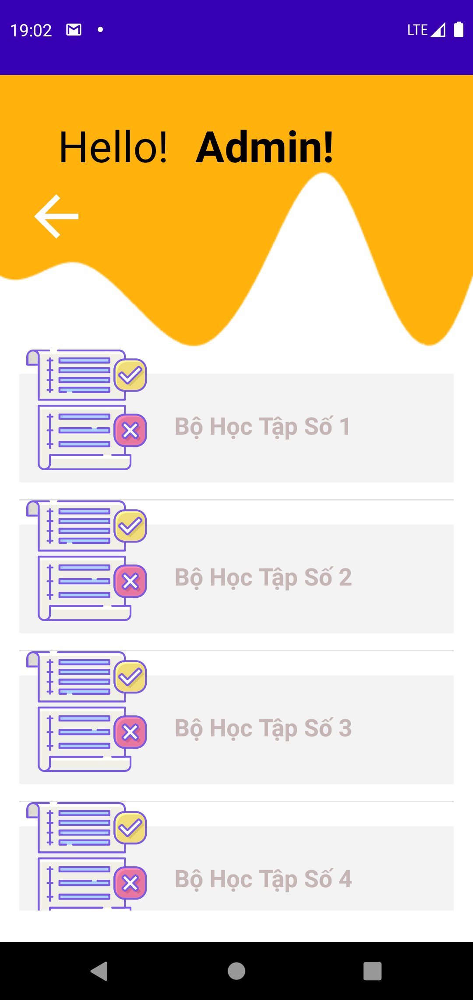 19:02 LTE
Hello! Admin!
Bộ Học Tập Số 1
Bộ Học Tập Số 2
Bộ Học Tập Số 3
Bộ Học Tập Số 4